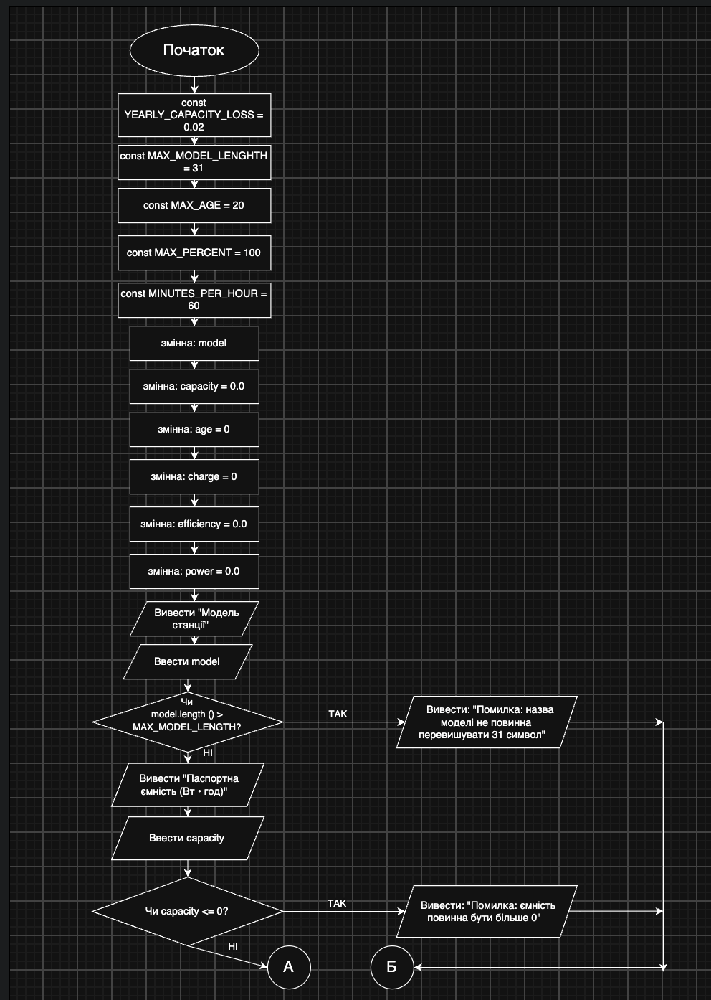 Початок
const
YEARLY_CAPACITY_LOSS =
0.02
const MAX_MODEL_LENGHTH
= 31
const MAX_AGE = 20
const MAX_PERCENT = 100
const MINUTES_PER_HOUR =
60
змінна: model
змінна: capacity = 0.0
змінна: age = 0
змінна: charge = 0
змінна: efficiency = 0.0
змінна: power = 0.0
Вивести "Модель
станції"
Ввести model
Чи
model.length () >
MAX_MODEL_LENGTH?
ТАК
Вивести: "Помилка: назва
моделі не повинна
перевишувати 31 символ"
НІ
Вивести "Паспортна
ємність (Вт • год)"
Ввести capacity
Чи capacity <= 0?
ТАК
Вивести: "Помилка: ємність
повинна бути більше 0"
НІ
А
Б